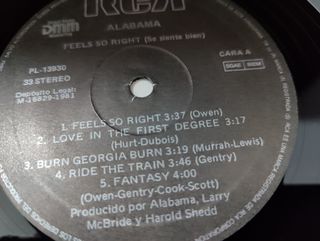 RCA
dmm
ALABAMA
FEELS SO RIGHT (Se siente bien)
PL-13930
CARA A
33 STEREO
SGAE
Depósito Legal:
M-16829-1981
1. FEELS SO RIGHT 3:37 (Owen)
2. LOVE IN THE FIRST DEGREE 3:17
(Hurt-Dubois)
3. BURN GEORGIA BURN 3:19 (Murrah-Lewis)
4. RIDE THE TRAIN 3:46 (Gentry)
5. FANTASY 4:00
(Owen-Gentry-Cook-Scott)
Producido por Alabama, Larry
McBride y Harold Shedd